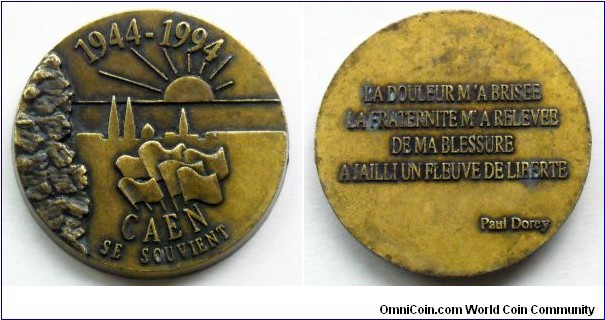 1944-1994
CAEN
SE SOUVIENT
LA DOULEUR M'A BRISEE
LA FRATERNITE M'A RELEVEE
DE MA BLESSURE
A JAILLI UN FLEUVE DE LIBERTE
Paul Dorey
OmniCoin.com World Coin Community